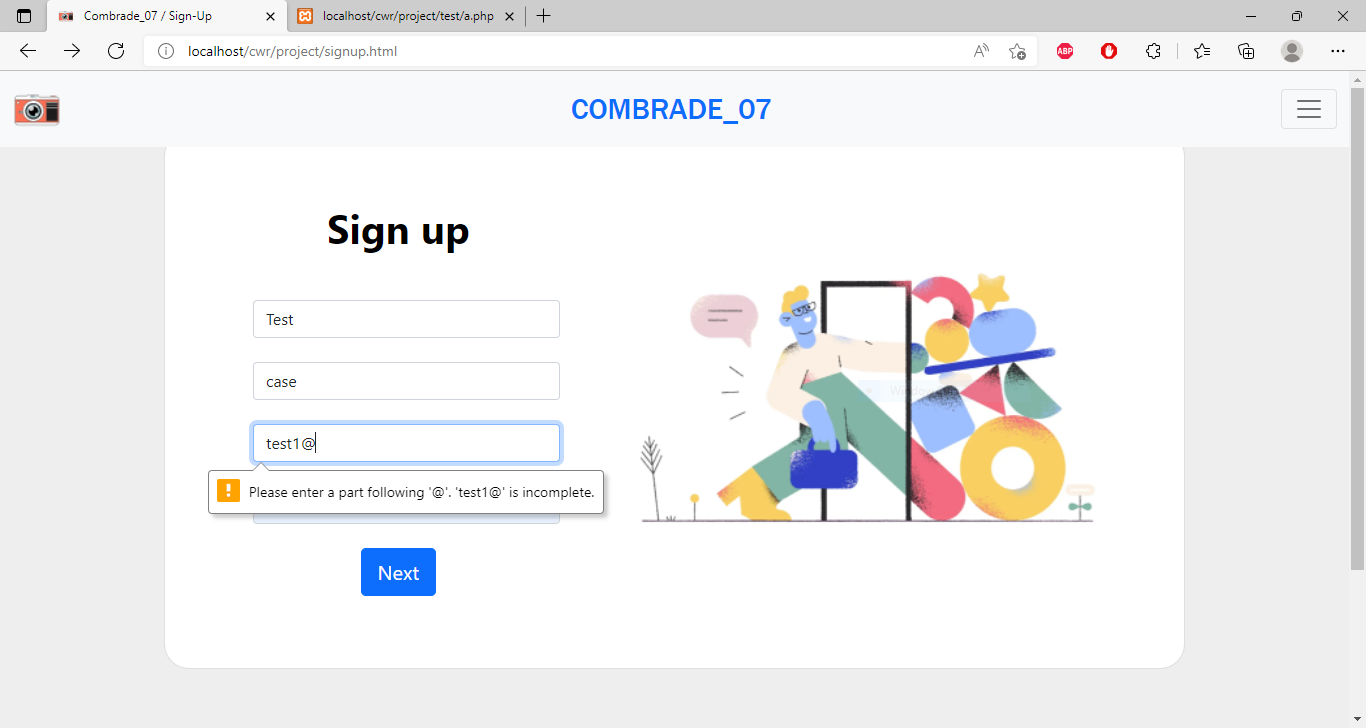 Combrade_07 / Sign-Up
localhost/cwr/project/test/a.php
localhost/cwr/project/signup.html
ABP
COMBRADE_07
Sign up
Test
case
test1@
Please enter a part following '@'. 'test1@' is incomplete.
Next